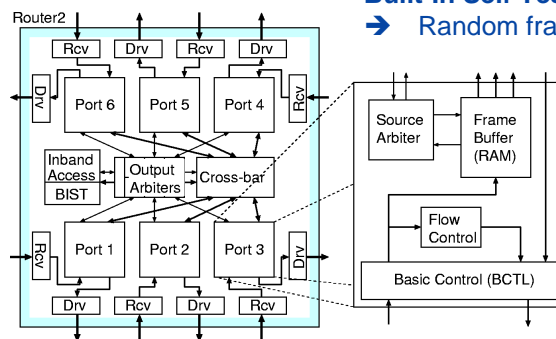 Built-In Self-Tes
→ Random fra
Router2
Rcv Drv Rcv Drv
Drv
Port 6 Port 5 Port 4
Rcv
Inband
Access
BIST
Output
Arbiters
Cross-bar
Rcv
Port 1 Port 2 Port 3
Drv
Drv Rcv Drv Rcv
Source
Arbiter
Frame
Buffer
(RAM)
Flow
Control
Basic Control (BCTL)